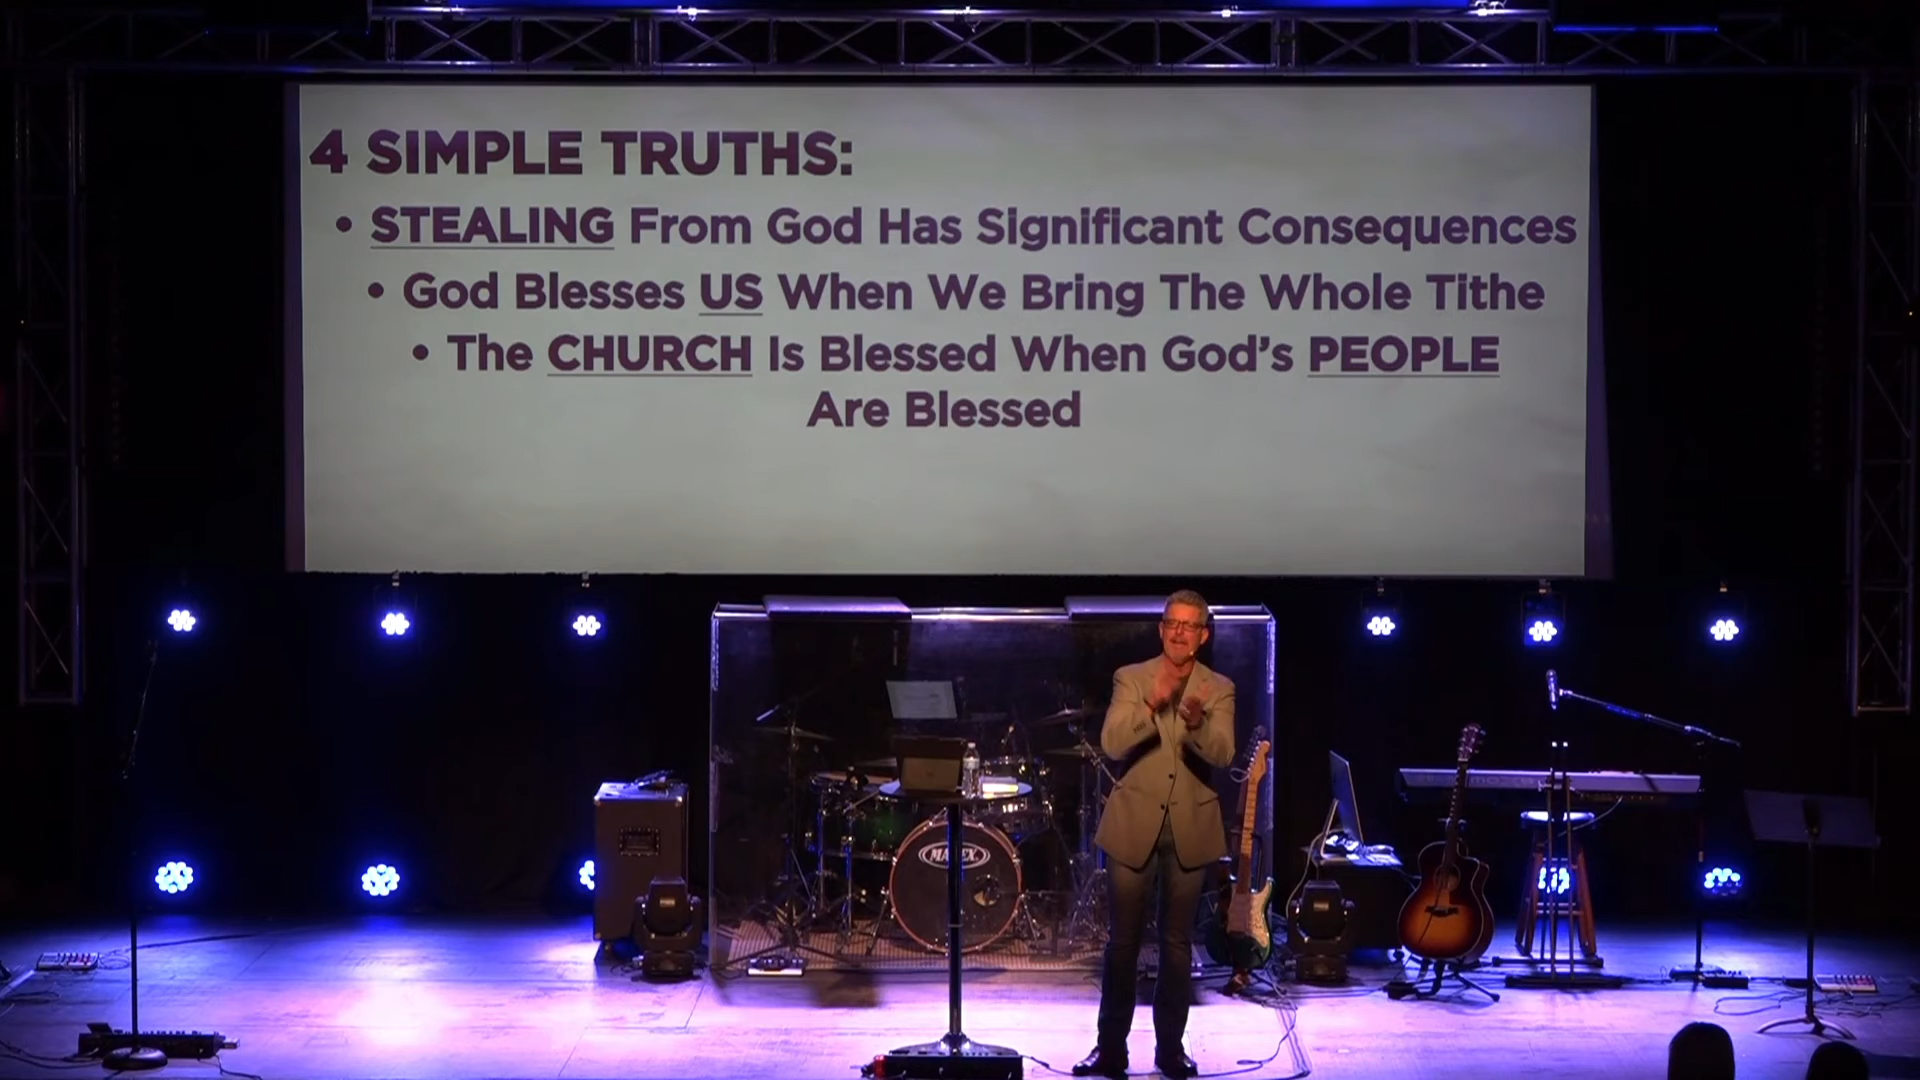 4 SIMPLE TRUTHS:
• STEALING From God Has Significant Consequences
• God Blesses US When We Bring The Whole Tithe
• The CHURCH Is Blessed When God's PEOPLE
Are Blessed
MAPEX